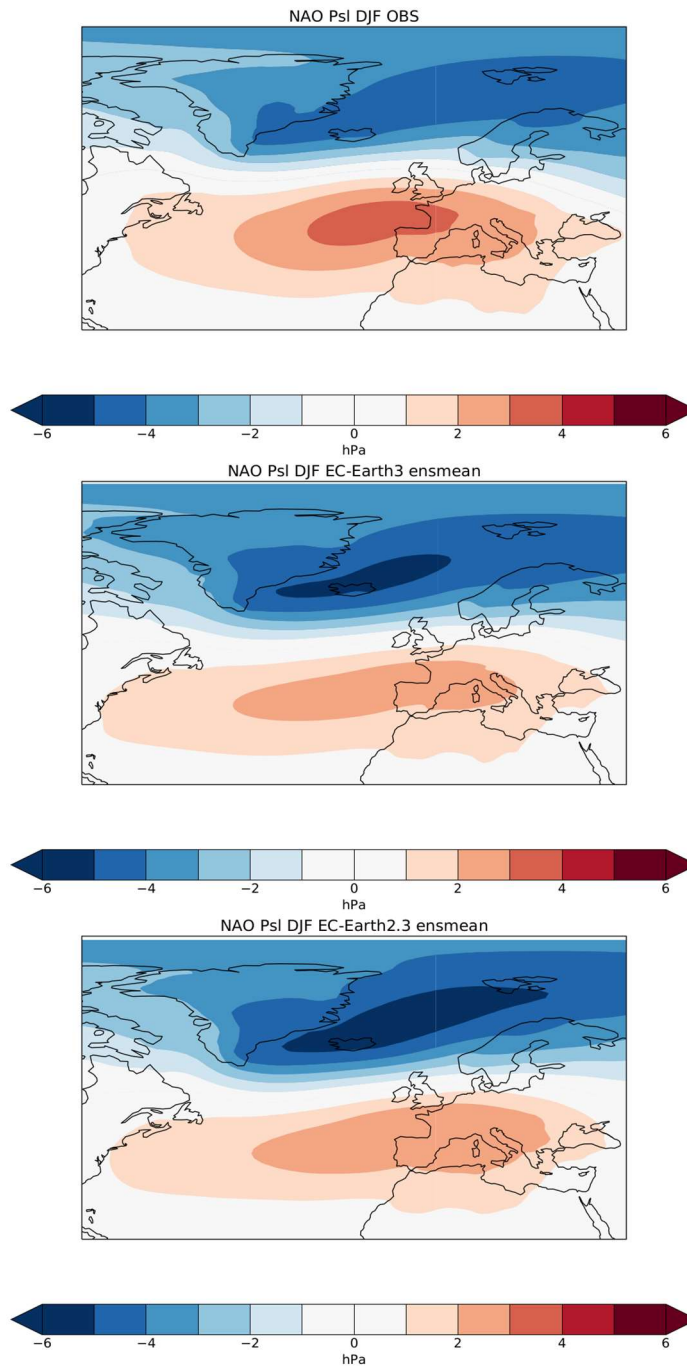 NAO Psl DJF OBS
−6 −4 −2 0 2 4 6
hPa
NAO Psl DJF EC-Earth3 ensmean
−6 −4 −2 0 2 4 6
hPa
NAO Psl DJF EC-Earth2.3 ensmean
−6 −4 −2 0 2 4 6
hPa